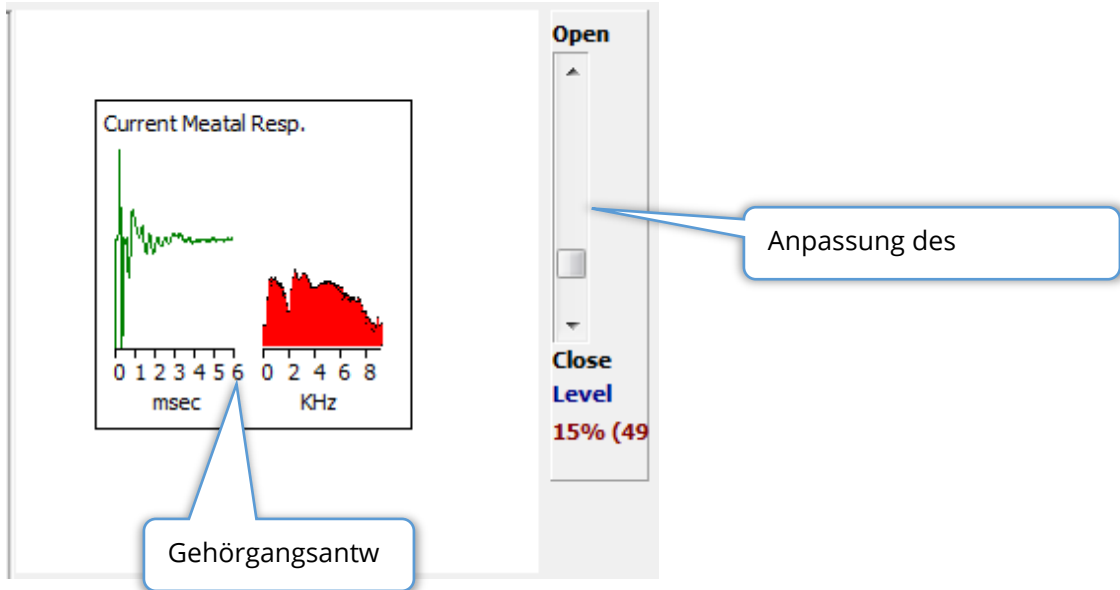 Open
Current Meatal Resp.
Anpassung des
0 1 2 3 4 5 6 0 2 4 6 8
msec KHz
Close
Level
15% (49
Gehörgangsantw